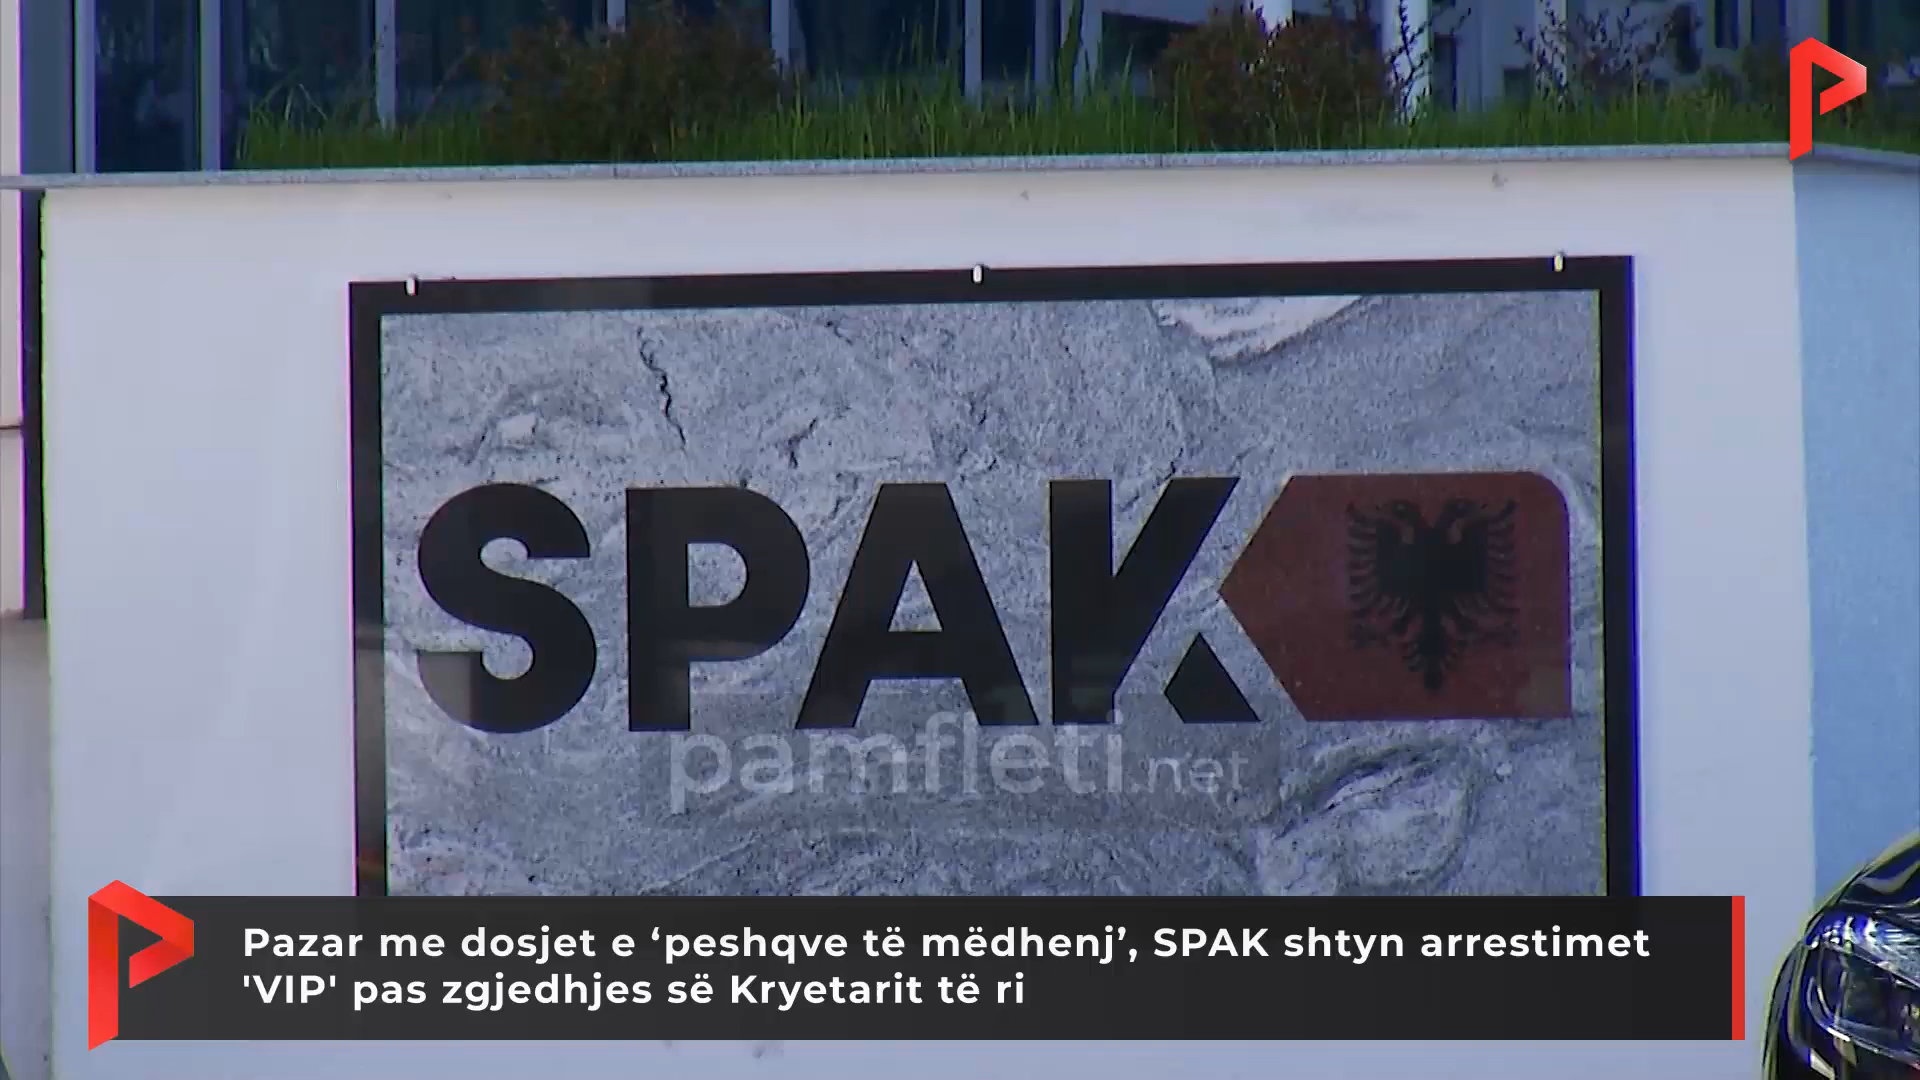 SPAK
pamfleti.net
Pazar me dosjet e ‘peshqve të mëdhenj’, SPAK shtyn arrestimet
'VIP' pas zgjedhjes së Kryetarit të ri